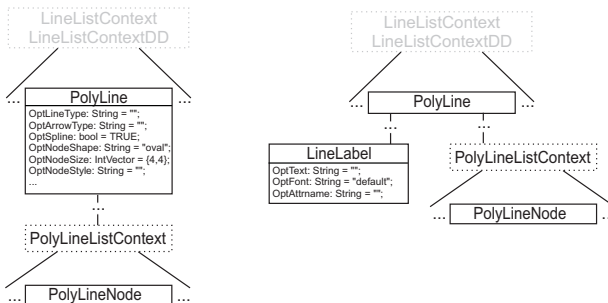 LineListContext
LineListContextDD
...
PolyLine
...
OptLineType: String = "";
OptArrowType: String = "";
OptSpline: bool = TRUE;
OptNodeShape: String = "oval";
OptNodeSize: IntVector = {4,4};
OptNodeStyle: String = "";
...
...
PolyLineListContext
...
PolyLineNode
...
LineListContext
LineListContextDD
...
PolyLine
...
...
...
LineLabel
OptText: String = "";
OptFont: String = "default";
OptAttrname: String = "";
PolyLineListContext
...
PolyLineNode
...